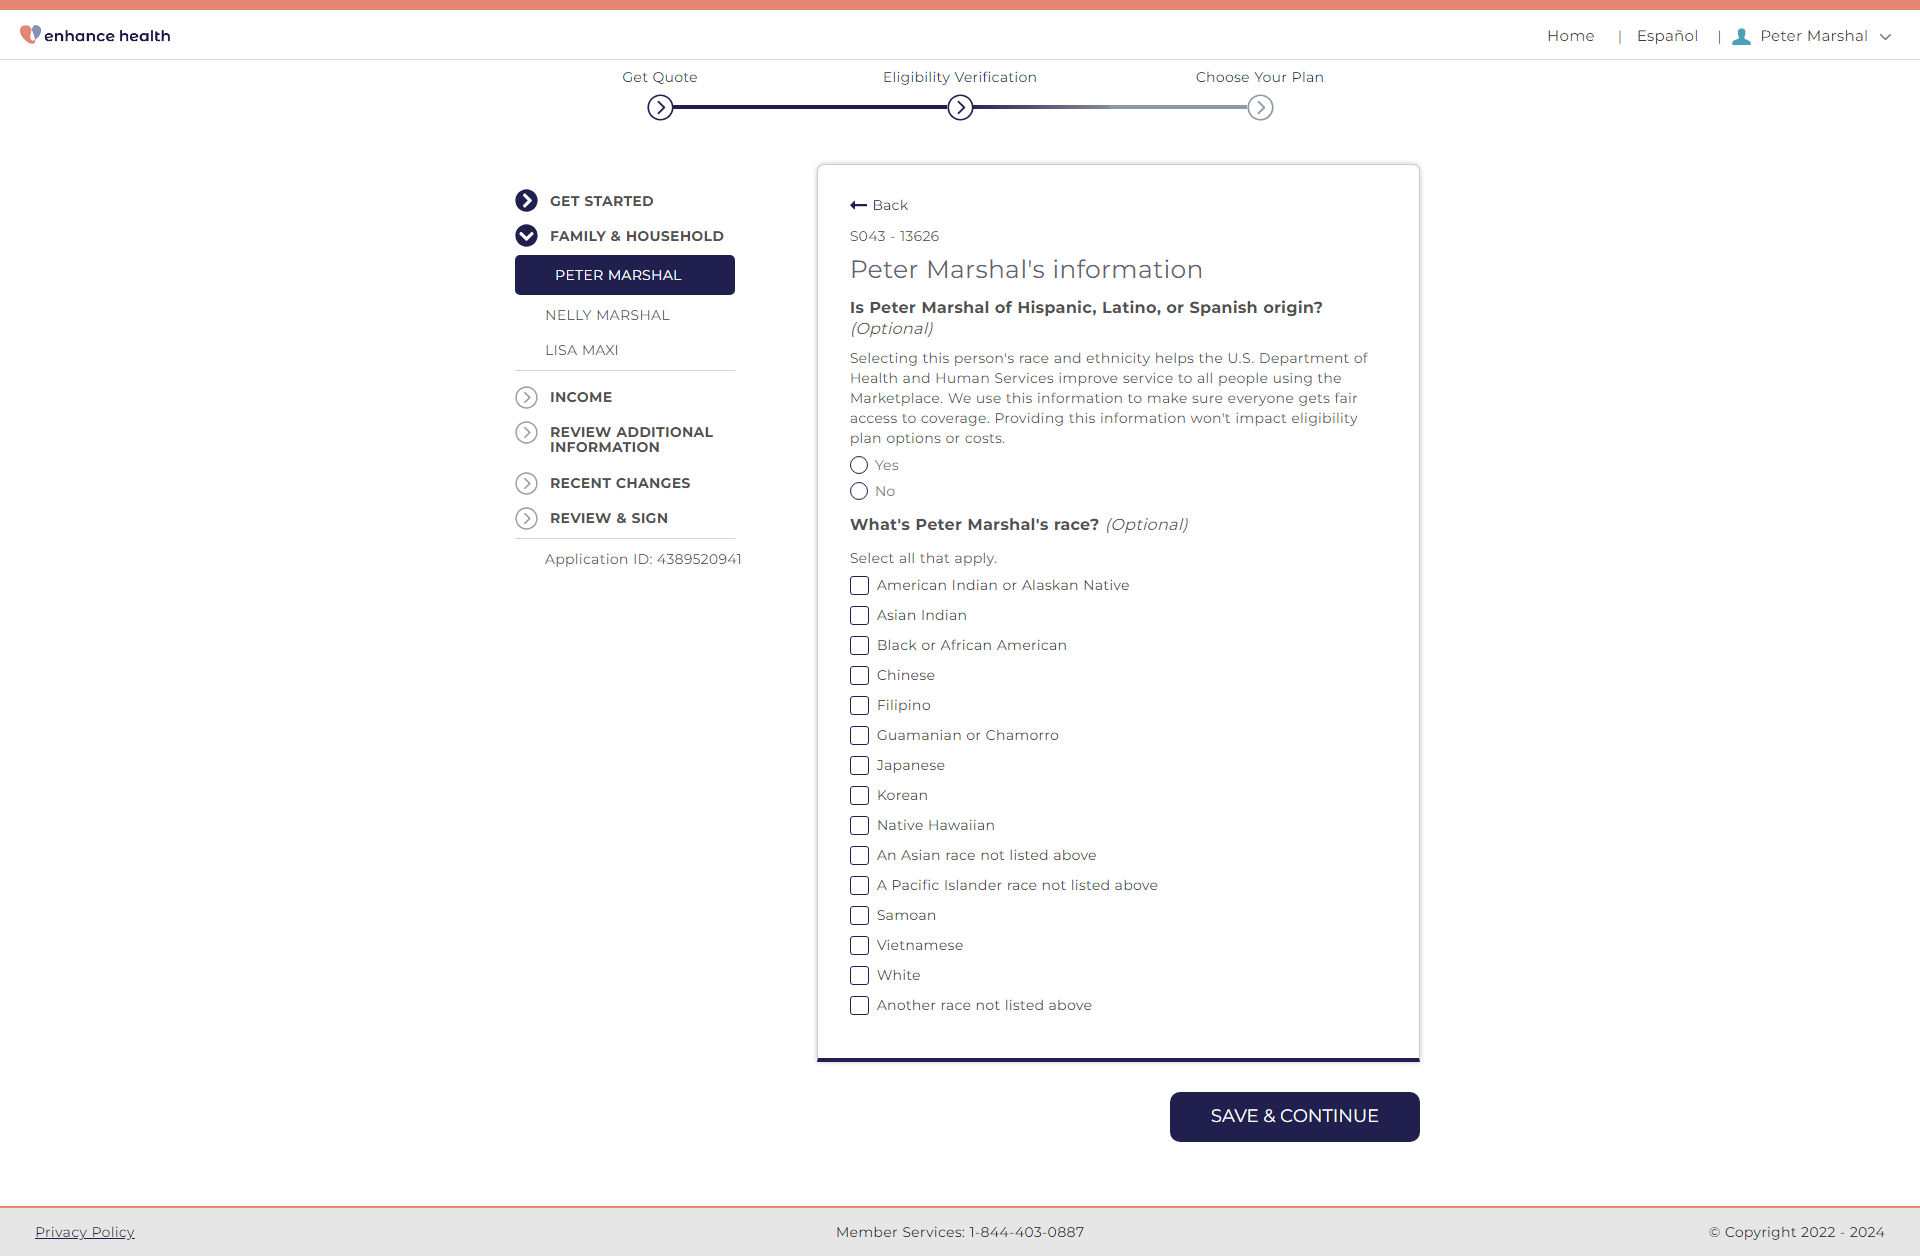 enhance health
Home | Español | Peter Marshal
Get Quote
Eligibility Verification
Choose Your Plan
GET STARTED
FAMILY & HOUSEHOLD
PETER MARSHAL
NELLY MARSHAL
LISA MAXI
INCOME
REVIEW ADDITIONAL
INFORMATION
RECENT CHANGES
REVIEW & SIGN
Application ID: 4389520941
Back
S043 - 13626
Peter Marshal's information
Is Peter Marshal of Hispanic, Latino, or Spanish origin?
(Optional)
Selecting this person's race and ethnicity helps the U.S. Department of
Health and Human Services improve service to all people using the
Marketplace. We use this information to make sure everyone gets fair
access to coverage. Providing this information won't impact eligibility
plan options or costs.
Yes
No
What's Peter Marshal's race? (Optional)
Select all that apply.
American Indian or Alaskan Native
Asian Indian
Black or African American
Chinese
Filipino
Guamanian or Chamorro
Japanese
Korean
Native Hawaiian
An Asian race not listed above
A Pacific Islander race not listed above
Samoan
Vietnamese
White
Another race not listed above
SAVE & CONTINUE
Privacy Policy
Member Services: 1-844-403-0887
© Copyright 2022 - 2024